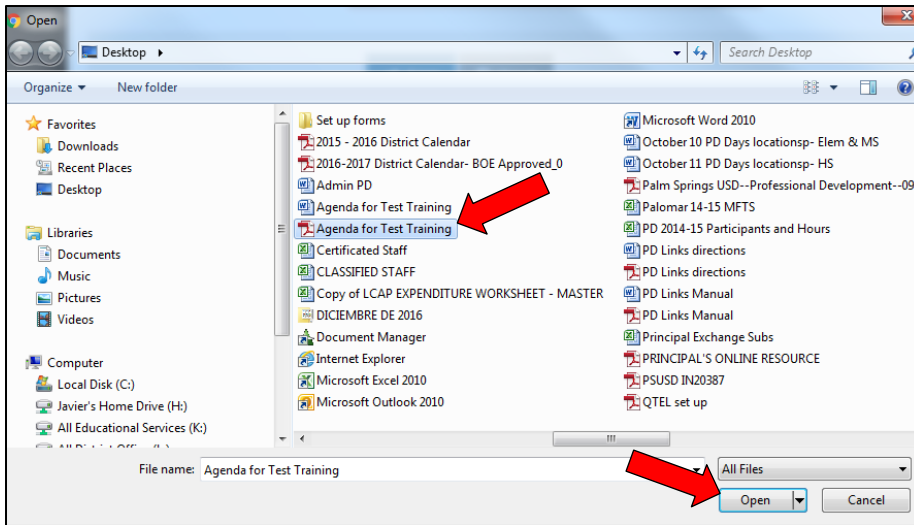 Open
Desktop
Search Desktop
Organize
New folder
Favorites
Downloads
Recent Places
Desktop
Libraries
Documents
Music
Pictures
Videos
Computer
Local Disk (C:)
Javier's Home Drive (H:)
All Educational Services (K:)
Set up forms
2015 - 2016 District Calendar
2016-2017 District Calendar- BOE Approved_0
Admin PD
Agenda for Test Training
Agenda for Test Training
Certificated Staff
CLASSIFIED STAFF
Copy of LCAP EXPENDITURE WORKSHEET - MASTER
DICIEMBRE DE 2016
Document Manager
Internet Explorer
Microsoft Excel 2010
Microsoft Outlook 2010
Microsoft Word 2010
October 10 PD Days locationsp- Elem & MS
October 11 PD Days locationsp- HS
Palm Springs USD--Professional Development--09
Palomar 14-15 MFTS
PD 2014-15 Participants and Hours
PD Links directions
PD Links directions
PD Links Manual
PD Links Manual
Principal Exchange Subs
PRINCIPAL'S ONLINE RESOURCE
PSUSD IN20387
QTEL set up
File name:
Agenda for Test Training
All Files
Open
Cancel